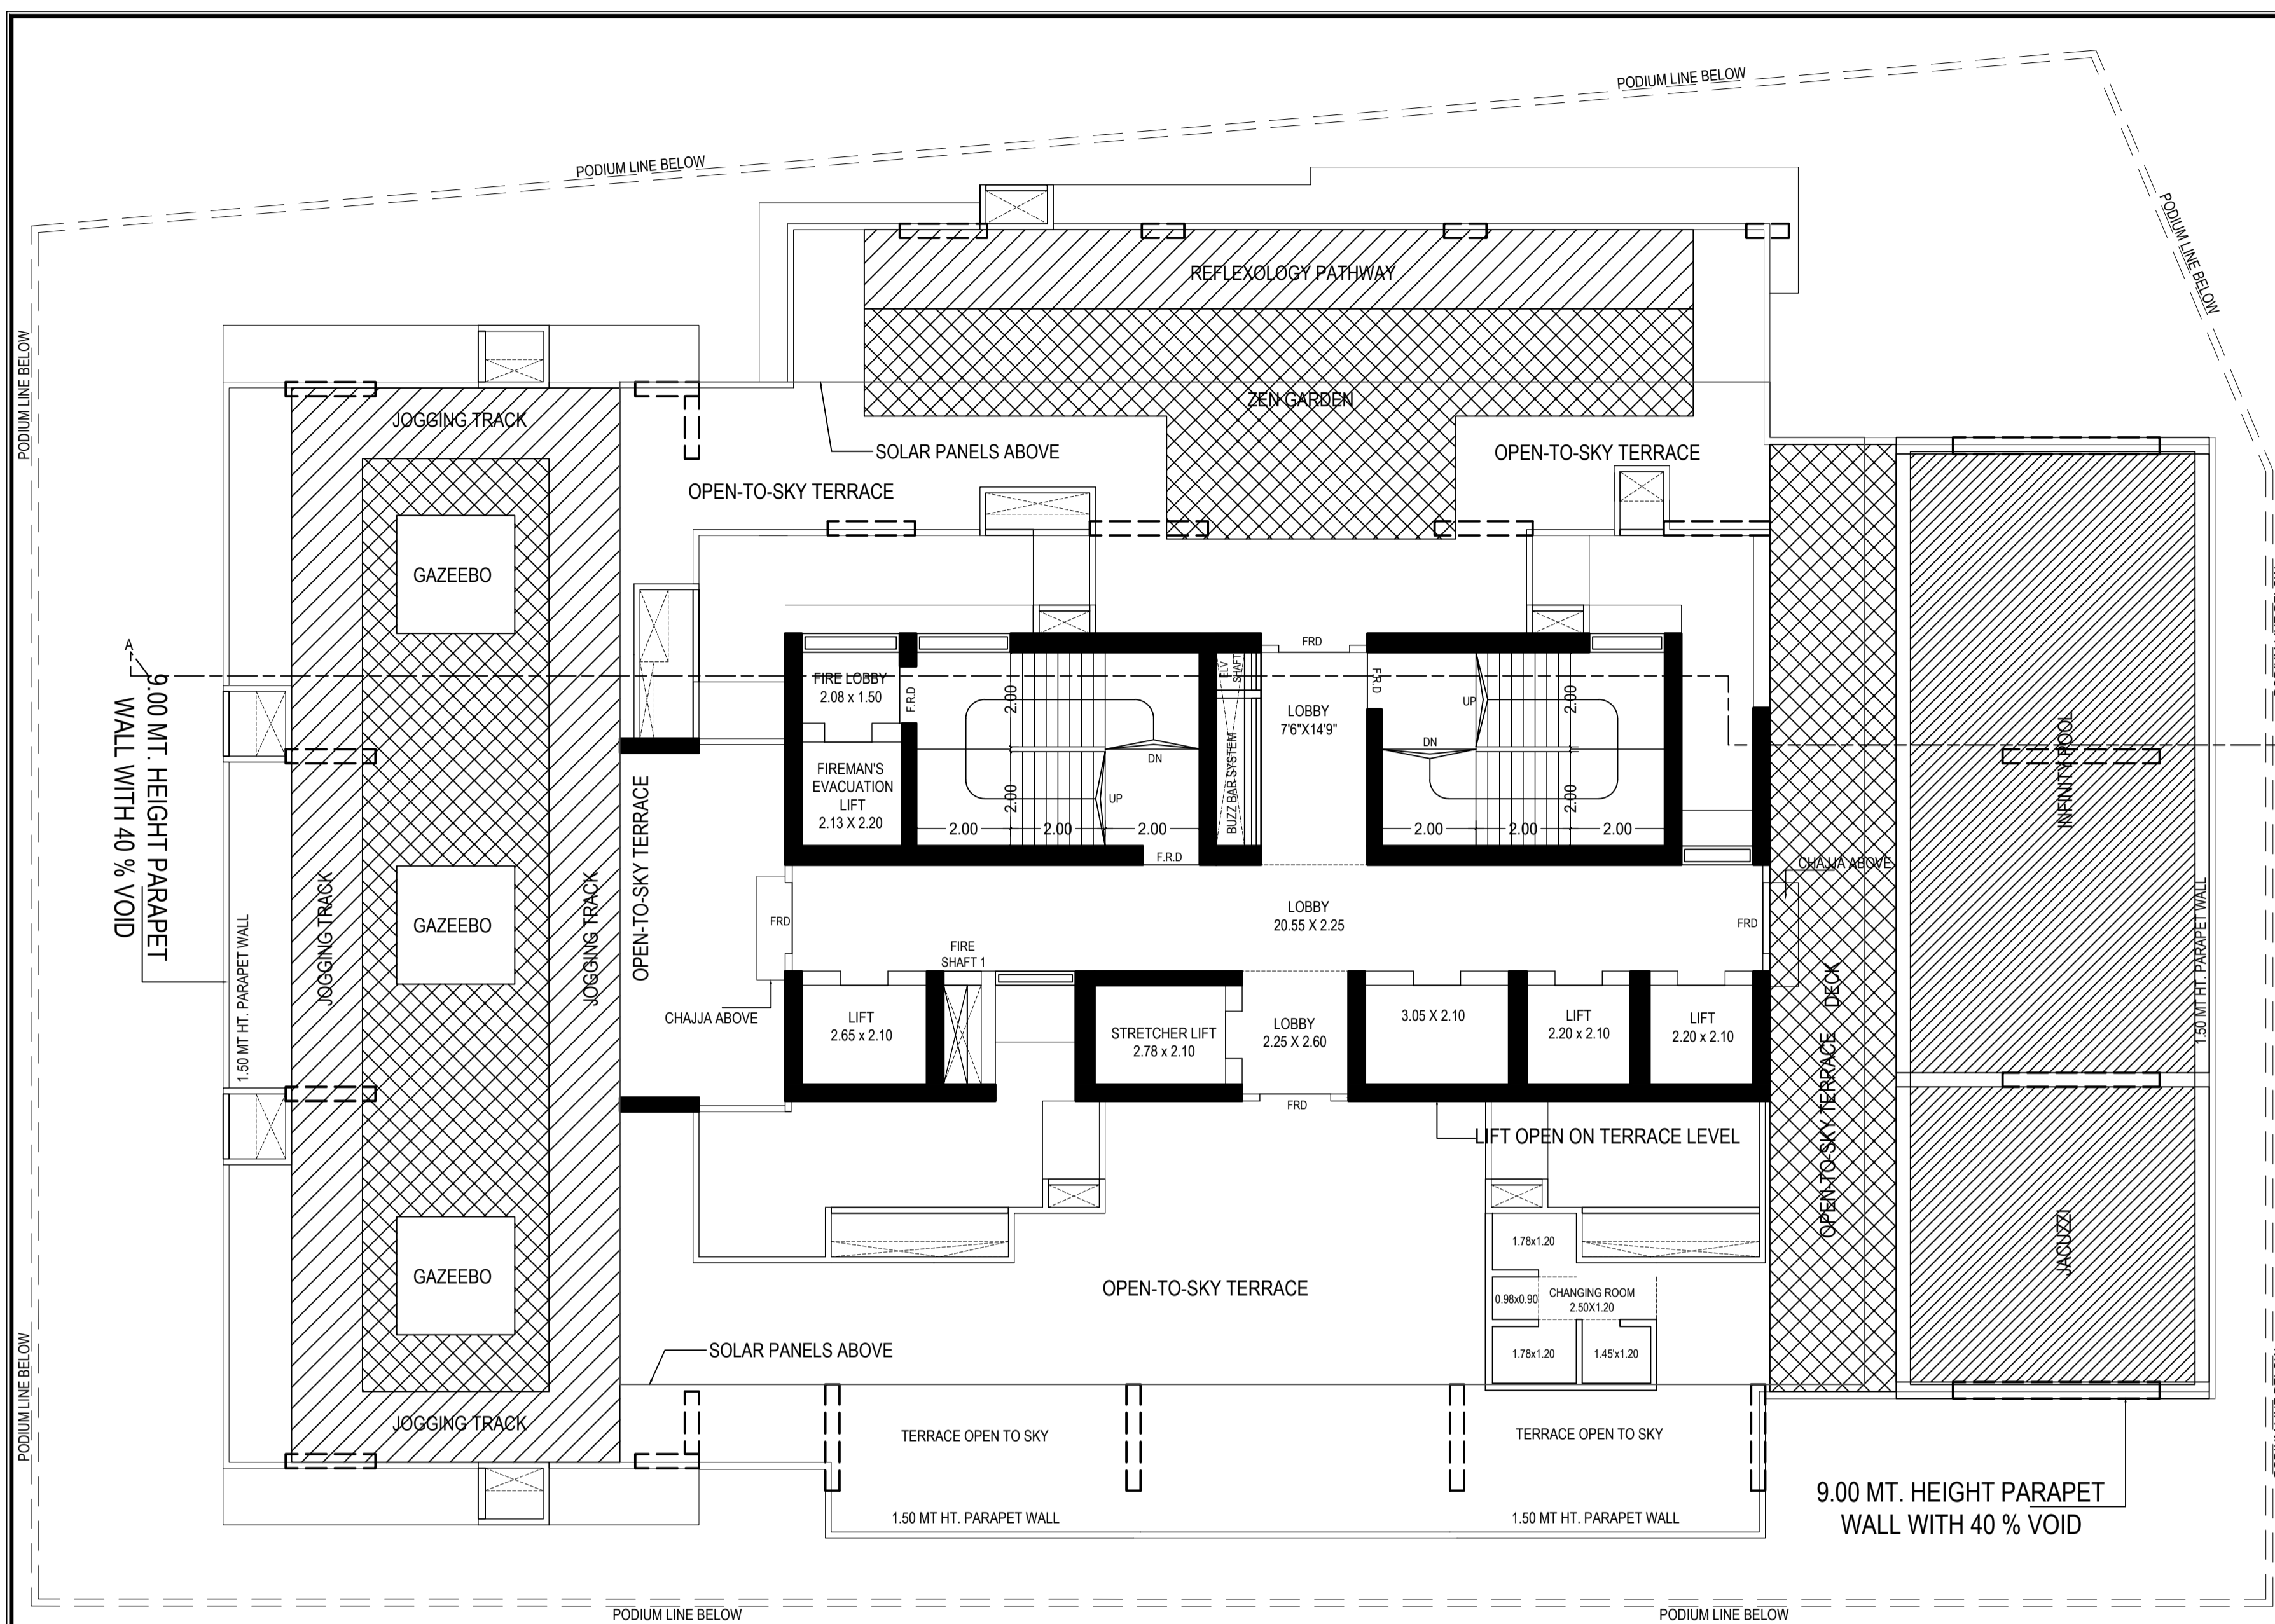 PODIUM LINE BELOW
PODIUM LINE BELOW
PODIUM LINE BELOW
PODIUM LINE BELOW
REFLEXOLOGY PATHWAY
ZEN GARDEN
JOGGING TRACK
SOLAR PANELS ABOVE
OPEN-TO-SKY TERRACE
OPEN-TO-SKY TERRACE
GAZEEBO
A
9.00 MT. HEIGHT PARAPET
WALL WITH 40 % VOID
FIRE LOBBY
2.08 x 1.50
F.R.D
2.00
ELV
SHAFT
FRD
LOBBY
7'6"X14'9"
F.R.D
UP
2.00
DN
FIREMAN'S
EVACUATION
LIFT
2.13 X 2.20
DN
UP
2.00
2.00
2.00
2.00
BUZZ BAR SYSTEM
2.00
2.00
2.00
2.00
F.R.D
INFINITY POOL
CHAJJA ABOVE
OPEN-TO-SKY TERRACE
JOGGING TRACK
GAZEEBO
JOGGING TRACK
1.50 MT HT. PARAPET WALL
FRD
LOBBY
20.55 X 2.25
FRD
FIRE
SHAFT 1
CHAJJA ABOVE
LIFT
2.65 x 2.10
STRETCHER LIFT
2.78 x 2.10
LOBBY
2.25 X 2.60
3.05 X 2.10
LIFT
2.20 x 2.10
LIFT
2.20 x 2.10
FRD
1.50 MT HT. PARAPET WALL
OPEN-TO-SKY TERRACE DECK
LIFT OPEN ON TERRACE LEVEL
JACUZZI
GAZEEBO
OPEN-TO-SKY TERRACE
1.78x1.20
0.98x0.90
CHANGING ROOM
2.50X1.20
1.78x1.20
1.45'x1.20
SOLAR PANELS ABOVE
PODIUM LINE BELOW
JOGGING TRACK
TERRACE OPEN TO SKY
TERRACE OPEN TO SKY
1.50 MT HT. PARAPET WALL
1.50 MT HT. PARAPET WALL
9.00 MT. HEIGHT PARAPET
WALL WITH 40 % VOID
PODIUM LINE BELOW
PODIUM LINE BELOW